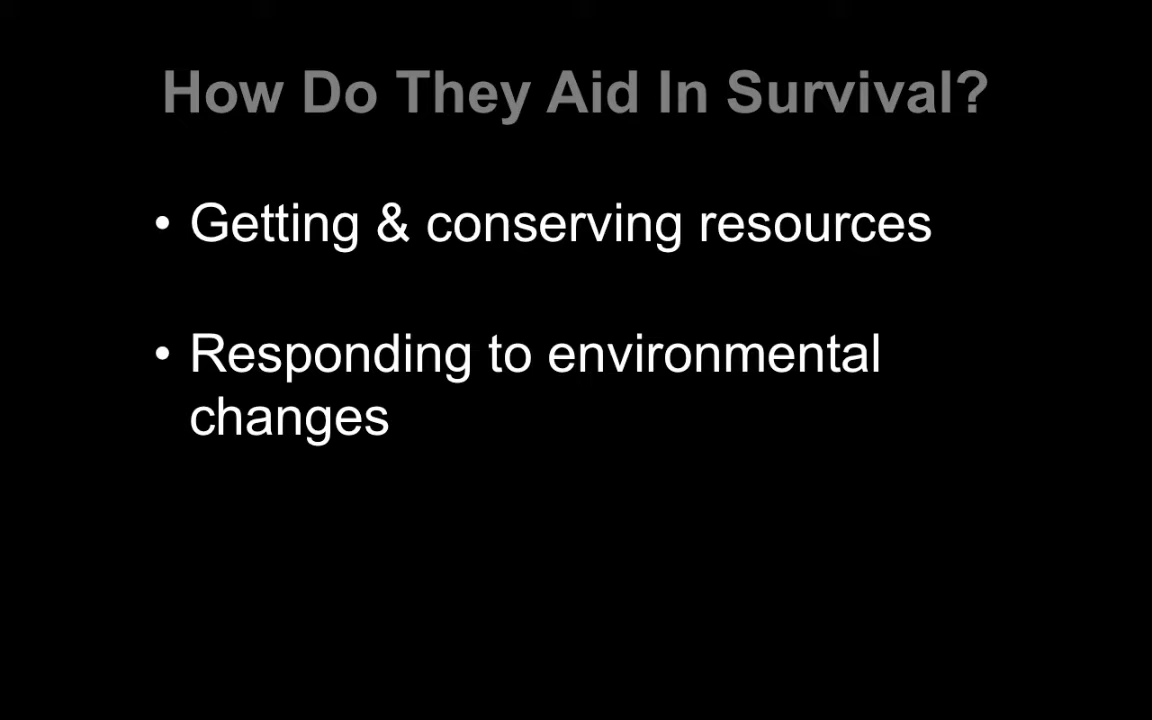 How Do They Aid In Survival?
• Getting & conserving resources
• Responding to environmental
changes